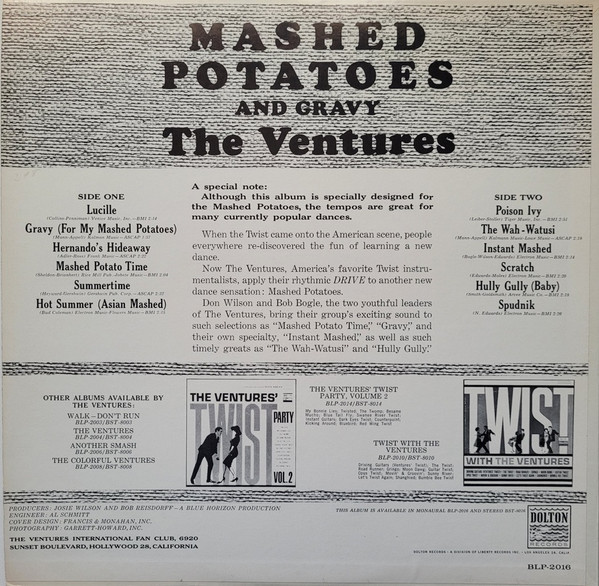 MASHED
POTATOES
AND GRAVY
The Ventures
SIDE ONE
Lucille
Gravy (For My Mashed Potatoes)
Hernando's Hideaway
Mashed Potato Time
Summertime
Hot Summer (Asian Mashed)
A special note:
Although this album is specially designed for
the Mashed Potatoes, the tempos are great for
many currently popular dances.
When the Twist came onto the American scene, people
everywhere re-discovered the fun of learning a new
dance.
Now The Ventures, America's favorite Twist instru-
mentalists, apply their rhythmic DRIVE to another new
dance sensation: Mashed Potatoes.
Don Wilson and Bob Bogle, the two youthful leaders
of The Ventures, bring their group's exciting sound to
such selections as "Mashed Potato Time," "Gravy," and
their own specialty, "Instant Mashed," as well as such
timely greats as "The Wah-Watusi" and "Hully Gully."
SIDE TWO
Poison Ivy
The Wah-Watusi
Instant Mashed
Scratch
Hully Gully (Baby)
Spudnik
OTHER ALBUMS AVAILABLE BY
THE VENTURES:
WALK—DON'T RUN
BLP-2003/BST-8003
THE VENTURES
BLP-2004/BST-8004
ANOTHER SMASH
BLP-2006/BST-8006
THE COLORFUL VENTURES
BLP-2008/BST-8008
THE VENTURES'
TWIST
PARTY
VOL. 2
THE VENTURES' TWIST
PARTY, VOLUME 2
BLP-2014/BST-8014
TWIST WITH THE
VENTURES
BLP-2010/BST-8010
TWIST
WITH THE VENTURES
PRODUCERS: JOSIE WILSON AND BOB REISDORFF—A BLUE HORIZON PRODUCTION
ENGINEER: AL SCHMITT
COVER DESIGN: FRANCIS & MONAHAN, INC.
PHOTOGRAPHY: GARRETT-HOWARD, INC.
THE VENTURES INTERNATIONAL FAN CLUB, 6920
SUNSET BOULEVARD, HOLLYWOOD 28, CALIFORNIA
THIS ALBUM IS AVAILABLE IN MONAURAL BLP-2016 AND STEREO BST-8016
DOLTON
RECORDS
DOLTON RECORDS - A DIVISION OF LIBERTY RECORDS INC. - LOS ANGELES 28, CALIF.
BLP-2016